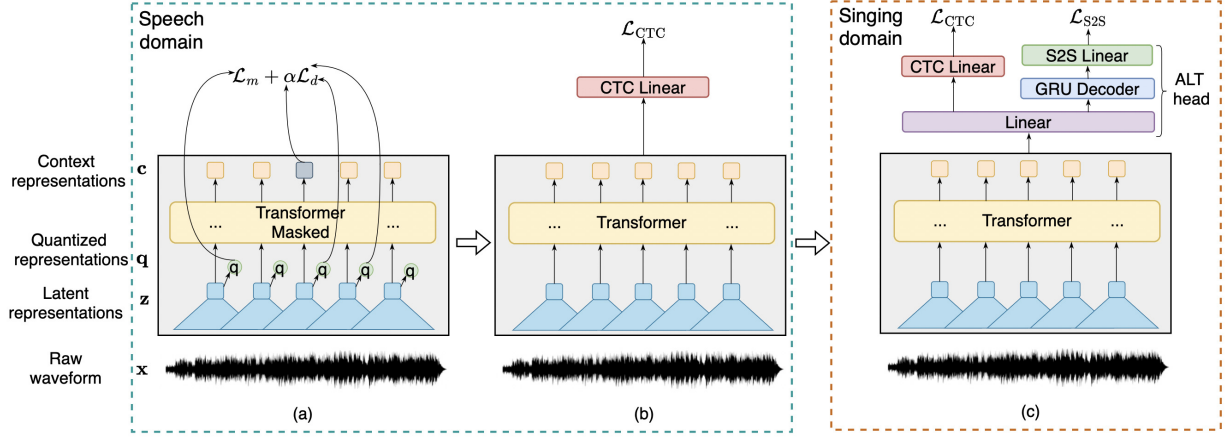 Speech
domain
ℒm + αℒd
Context
representations
c
Transformer
Masked
... ...
Quantized
representations
q
q q q q q
Latent
representations
z
Raw
waveform
x
(a)
ℒCTC
CTC Linear
Transformer
... ...
(b)
Singing
domain
ℒCTC
ℒS2S
CTC Linear
S2S Linear
GRU Decoder
Linear
ALT
head
Transformer
... ...
(c)